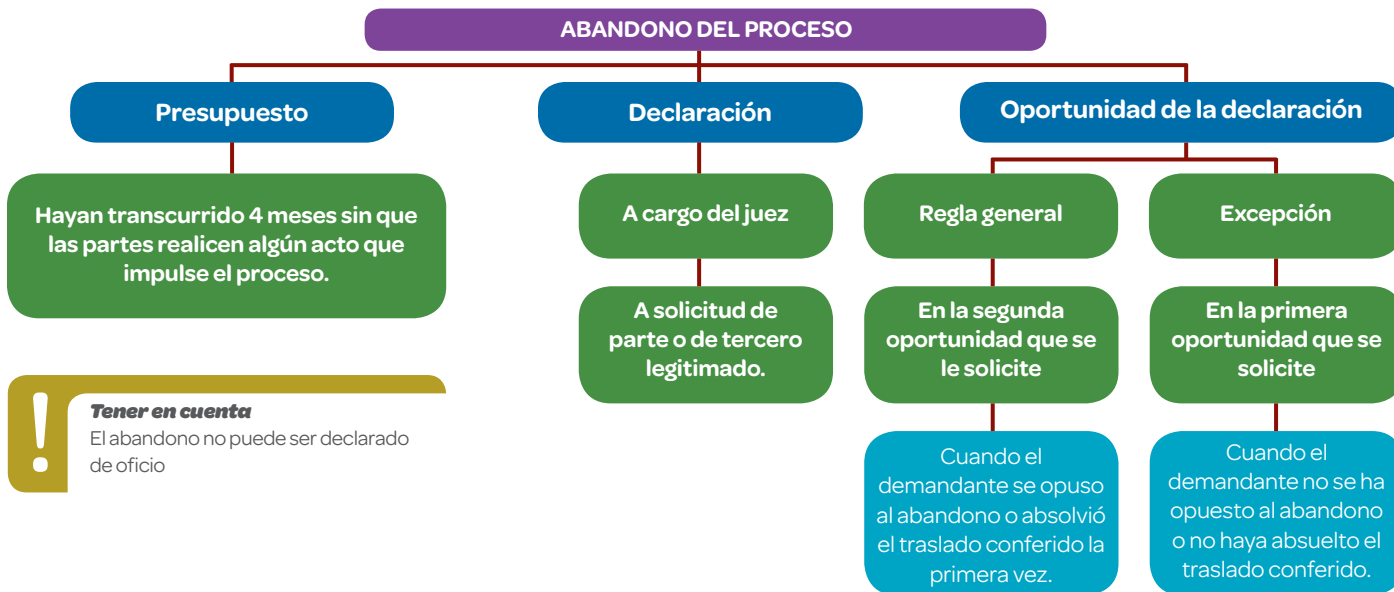 ABANDONO DEL PROCESO
Presupuesto
Hayan transcurrido 4 meses sin que
las partes realicen algún acto que
impulse el proceso.
Tener en cuenta
El abandono no puede ser declarado
de oficio
Declaración
A cargo del juez
A solicitud de
parte o de tercero
legitimado.
Oportunidad de la declaración
Regla general
En la segunda
oportunidad que se
le solicite
Cuando el
demandante se opuso
al abandono o absolvió
el traslado conferido la
primera vez.
Excepción
En la primera
oportunidad que se
solicite
Cuando el
demandante no se ha
opuesto al abandono
o no haya absuelto el
traslado conferido.